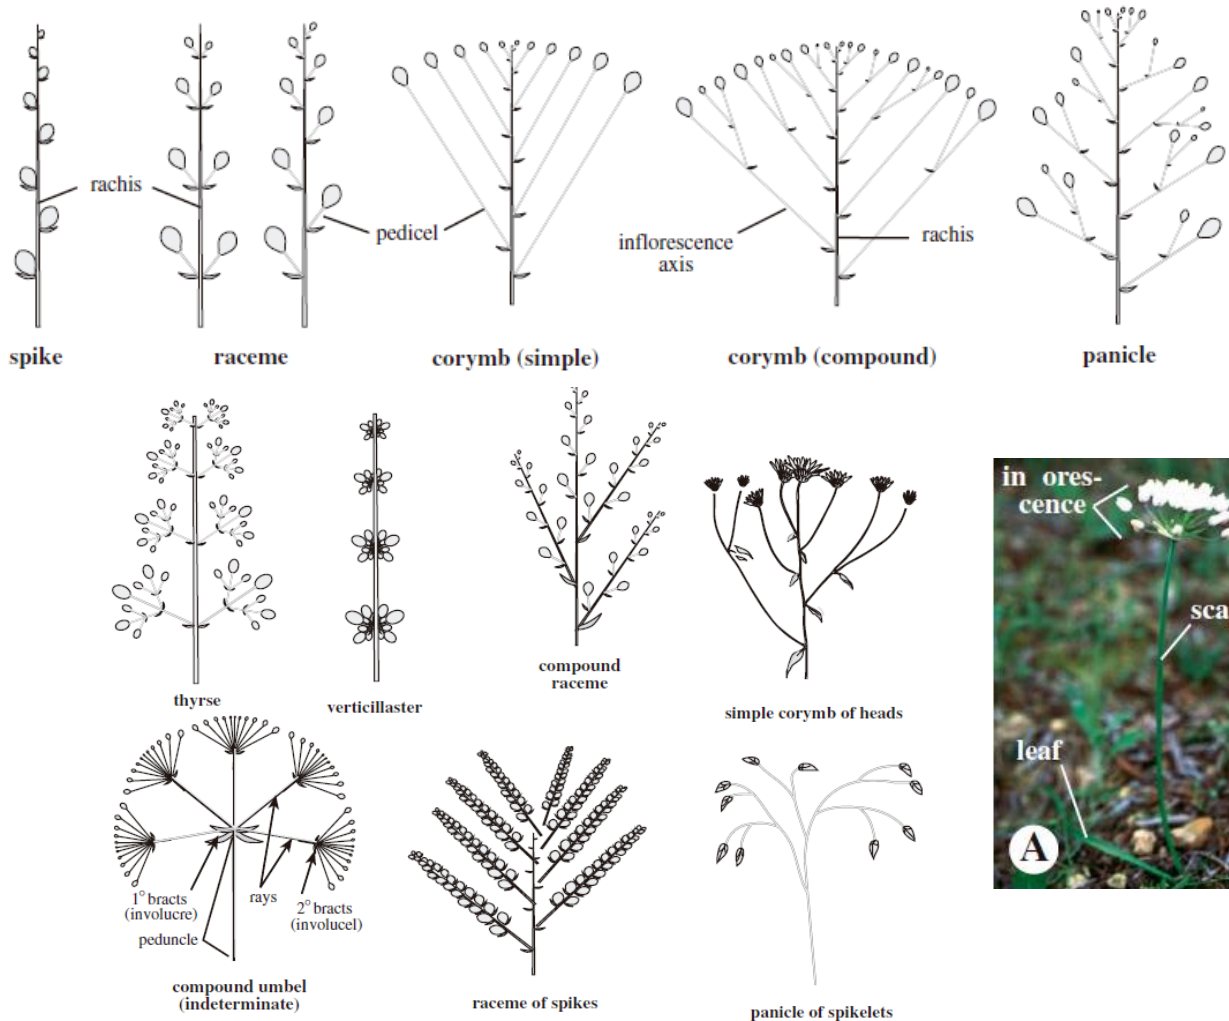 rachis
pedicel
inflorescence
axis
rachis
spike
raceme
corymb (simple)
corymb (compound)
panicle
thyrse
verticillaster
compound
raceme
simple corymb of heads
in ores-
cence
sca
leaf
A
1° bracts
(involucre)
rays
2° bracts
(involucel)
peduncle
compound umbel
(indeterminate)
raceme of spikes
panicle of spikelets